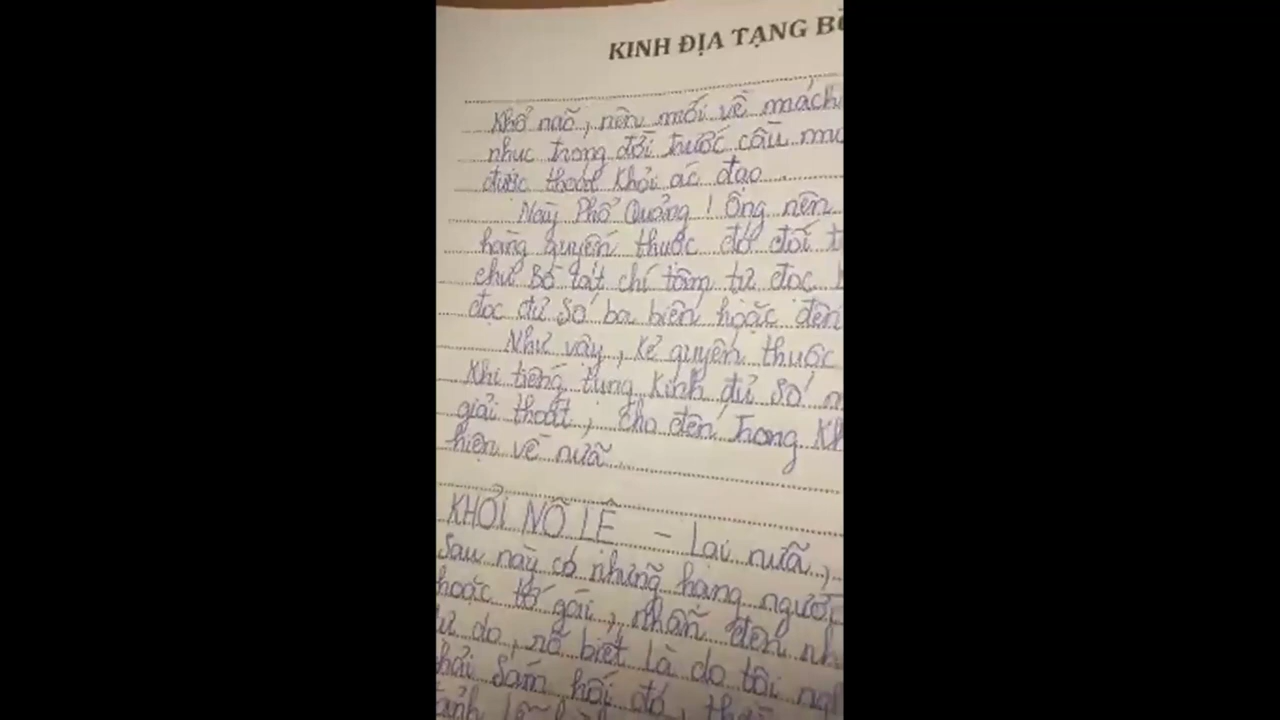 KINH ĐỊA TẠNG BỒ
Khổ não, nên mới về mách
nhục trong đời trước cầu
được thoát khỏi ác đạo.
Này Phổ Quảng! Ông nên
hàng quyến thuộc đó đối
chư Bồ tát chí tâm tự đọc
đọc đủ số ba biến hoặc đến
Như vậy, kẻ quyến thuộc
Khi tiếng tụng kinh đủ số
giải thoát, cho đến trong
hiện về nữa.
KHỎI NÔ LỆ - Lại nữa,
sau này có những hạng người
hoặc tớ gái, nhẫn đến
tự do, rõ biết là do tội
phải sám hối đó,